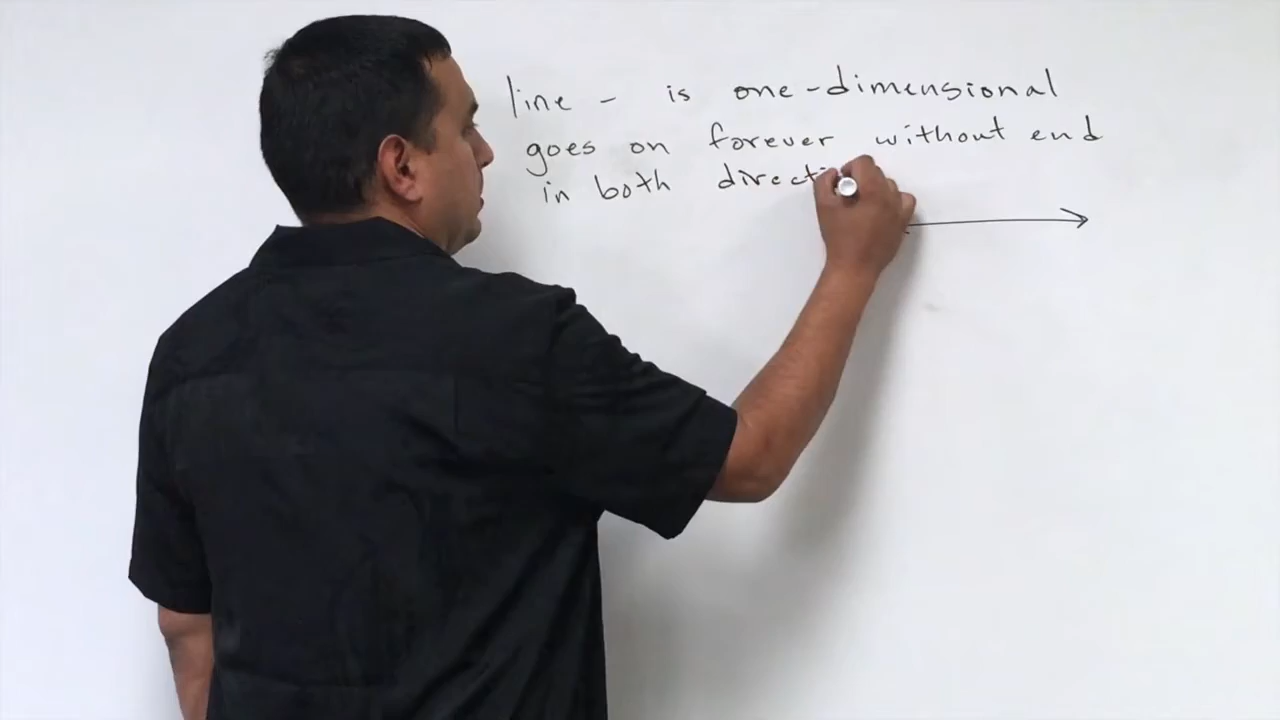 line - is one-dimensional
goes on forever without end
in both